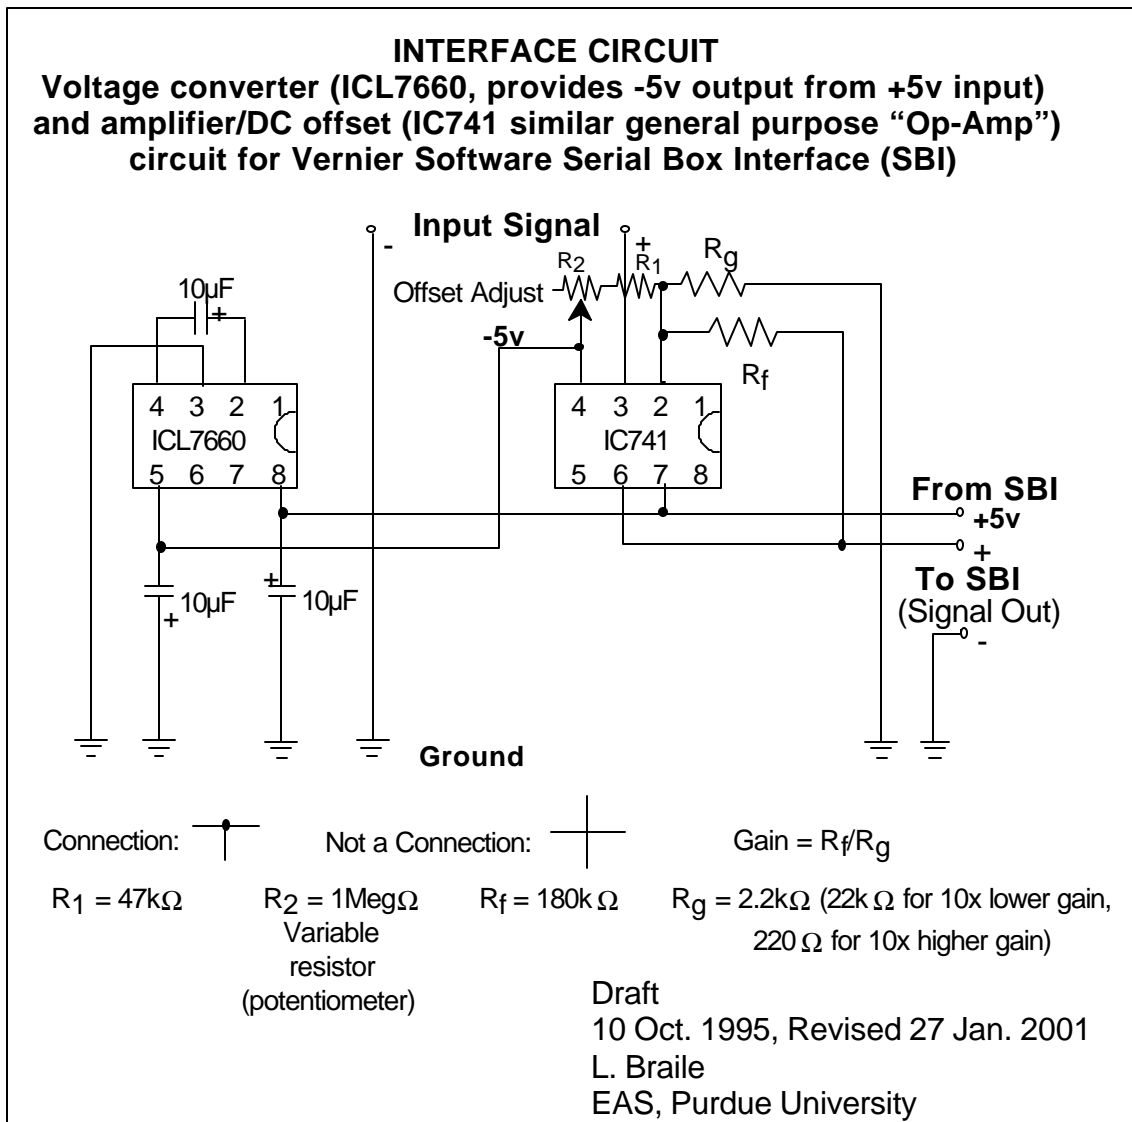 INTERFACE CIRCUIT
Voltage converter (ICL7660, provides -5v output from +5v input)
and amplifier/DC offset (IC741 similar general purpose “Op-Amp”)
circuit for Vernier Software Serial Box Interface (SBI)
Input Signal
-
+
R2
R1
Rg
10µF
+
Offset Adjust
-5v
Rf
4 3 2 1
ICL7660
5 6 7 8
4 3 2 1
IC741
5 6 7 8
From SBI
+5v
+
To SBI
(Signal Out)
-
+
10µF
+
10µF
Ground
Connection:
Not a Connection:
Gain = Rf/Rg
R1 = 47kΩ
R2 = 1MegΩ
Variable
resistor
(potentiometer)
Rf = 180k Ω
Rg = 2.2kΩ (22k Ω for 10x lower gain,
220 Ω for 10x higher gain)
Draft
10 Oct. 1995, Revised 27 Jan. 2001
L. Braile
EAS, Purdue University